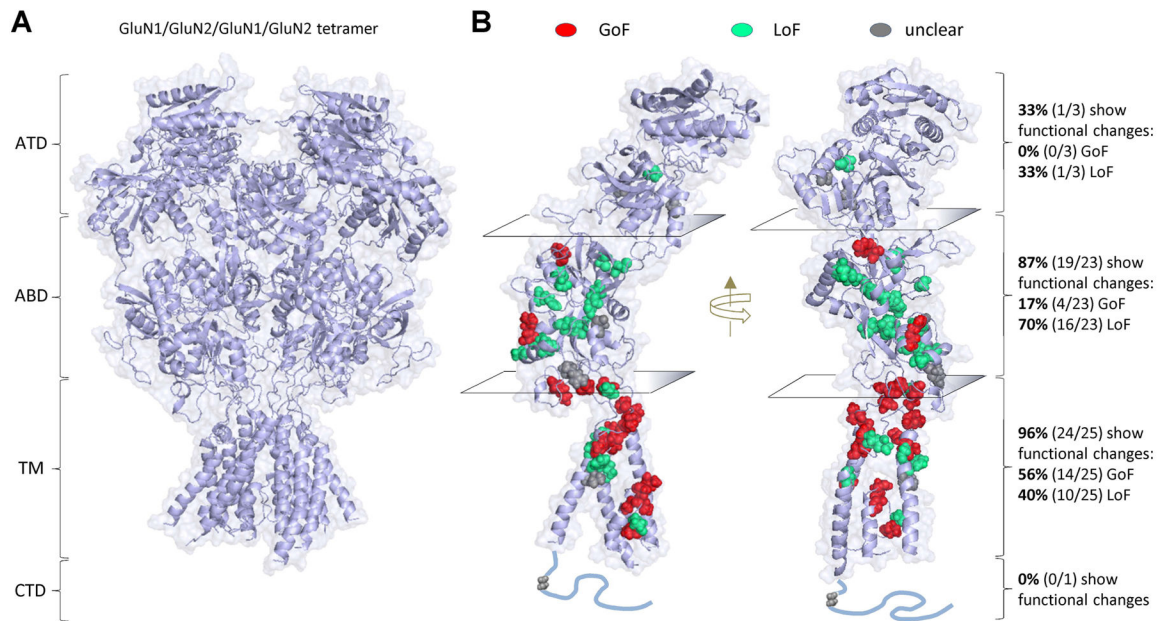 A
GluN1/GluN2/GluN1/GluN2 tetramer
B
GoF
LoF
unclear
ATD
ABD
TM
CTD
33% (1/3) show
functional changes:
0% (0/3) GoF
33% (1/3) LoF
87% (19/23) show
functional changes:
17% (4/23) GoF
70% (16/23) LoF
96% (24/25) show
functional changes:
56% (14/25) GoF
40% (10/25) LoF
0% (0/1) show
functional changes